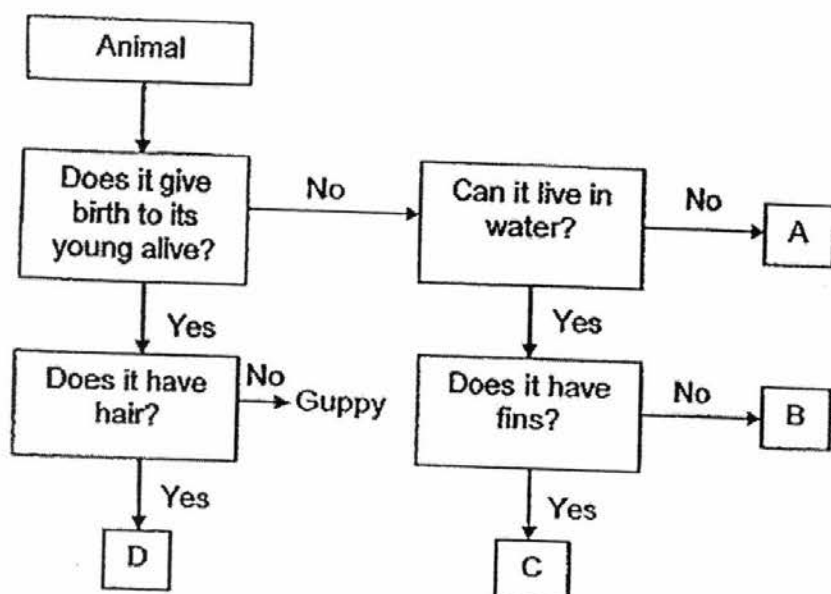 Animal
Does it give
birth to its
young alive?
No
Can it live in
water?
No
A
Yes
Yes
Does it have
hair?
No
Guppy
Does it have
fins?
No
B
Yes
D
Yes
C